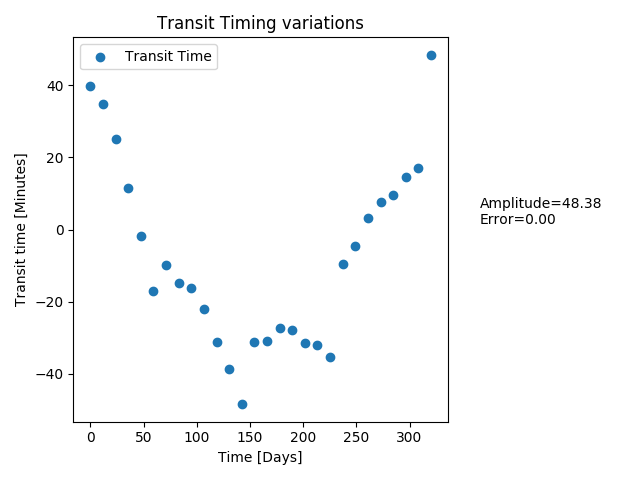 Transit Timing variations
Transit Time
Transit time [Minutes]
40
20
0
−20
−40
0
50
100
150
200
250
300
Time [Days]
Amplitude=48.38
Error=0.00